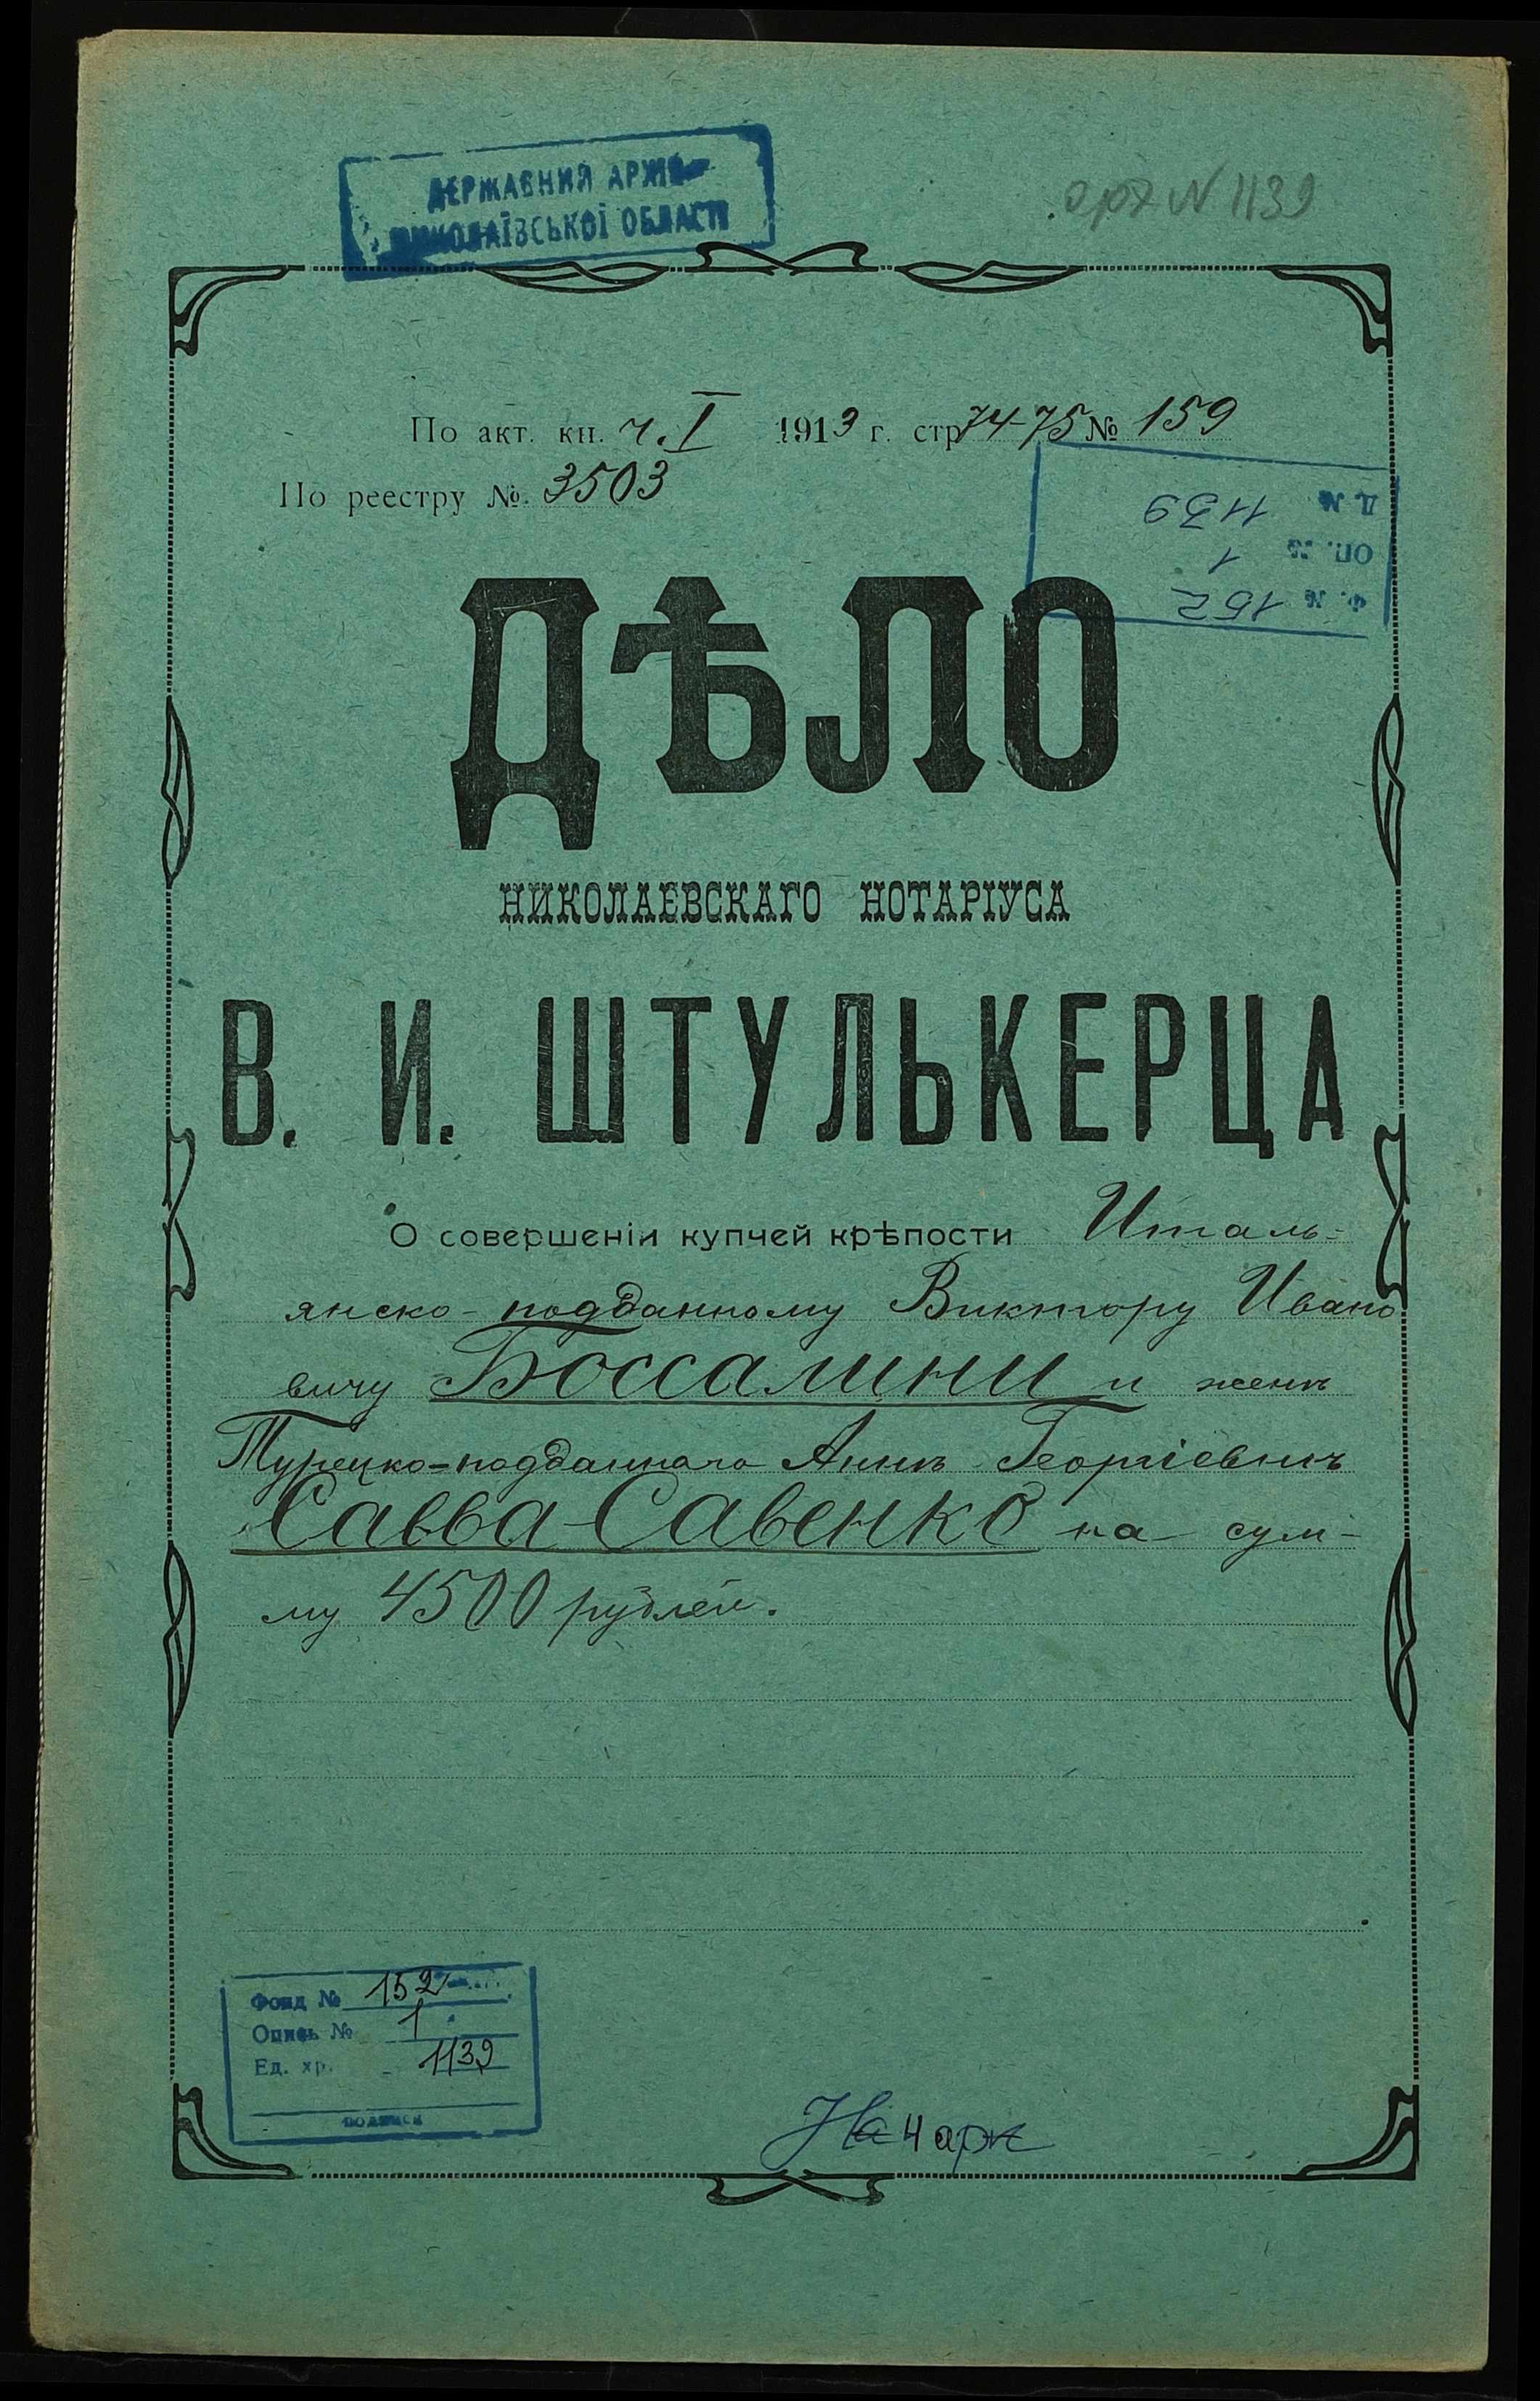 ДЕРЖАВНИЙ АРХІВ
МИКОЛАЇВСЬКОЇ ОБЛАСТІ
арх N 1139
По акт. кн. ч. I 1913 г. стр 74-75 № 159
По реестру № 3503
Д. № 1139
ОП. № 1
Ф. № 152
ДѢЛО
НИКОЛАЕВСКАГО НОТАРІУСА
В. И. ШТУЛЬКЕРЦА
О совершеніи купчей крѣпости Италь-
янско-подданному Виктору Ивано
вичу Боссалини и женѣ
Турецко-подданнаго Аннѣ Георгіевнѣ
Савва-Савенко на сум-
му 4500 рублей.
Фонд № 152
Опись № 1
Ед. хр. 1139
подпись